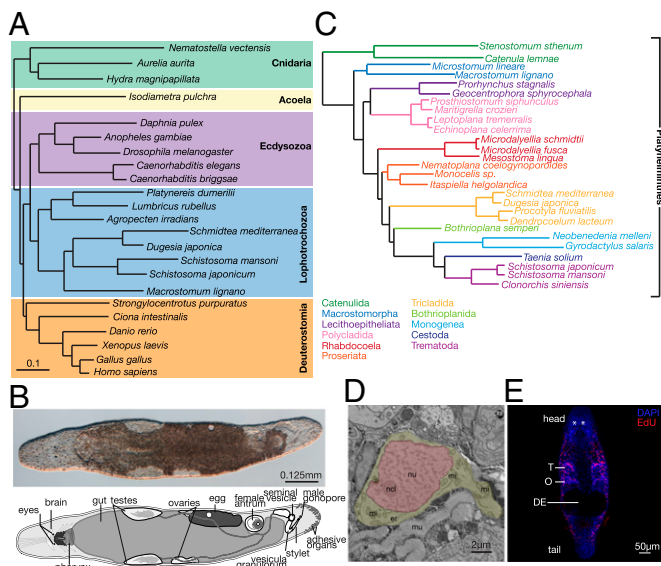 A
Nematostella vectensis
Aurelia aurita
Hydra magnipapillata
Cnidaria
Isodiametra pulchra
Acoela
Daphnia pulex
Anopheles gambiae
Drosophila melanogaster
Caenorhabditis elegans
Caenorhabditis briggsae
Ecdysozoa
Platynereis dumerilii
Lumbricus rubellus
Agropecten irradians
Schmidtea mediterranea
Dugesia japonica
Schistosoma mansoni
Schistosoma japonicum
Macrostomum lignano
Lophotrochozoa
Strongylocentrotus purpuratus
Ciona intestinalis
Danio rerio
Xenopus laevis
Gallus gallus
Homo sapiens
Deuterostomia
0.1
C
Stenostomum sthenum
Catenula lemnae
Microstomum lineare
Macrostomum lignano
Prorhynchus stagnalis
Geocentrophora sphyrocephala
Prosthiostomum siphunculus
Maritigrella crozieri
Leptoplana tremerralis
Echinoplana celerrima
Microdalyellia schmidtii
Microdalyellia fusca
Mesostoma lingua
Nematoplana coelogynoporoides
Monocelis sp.
Itaspiella helgolandica
Schmidtea mediterranea
Dugesia japonica
Procotyla fluviatilis
Dendrocoelum lacteum
Bothrioplana semperi
Neobenedenia melleni
Gyrodactylus salaris
Taenia solium
Schistosoma japonicum
Schistosoma mansoni
Clonorchis siniensis
Platyhelminthes
Catenulida
Macrostomorpha
Lecithoepitheliata
Polycladida
Rhabdocoela
Proseriata
Tricladida
Bothrioplanida
Monogenea
Cestoda
Trematoda
B
0.125mm
brain
eyes
pharynx
gut
testes
ovaries
egg
female
antrum
seminal
vesicle
male
gonopore
adhesive
organs
stylet
vesicula
granulorum
D
nu
ncl
mi
mi
mi
er
mu
2µm
E
DAPI
EdU
head
* *
T
O
DE
tail
50µm